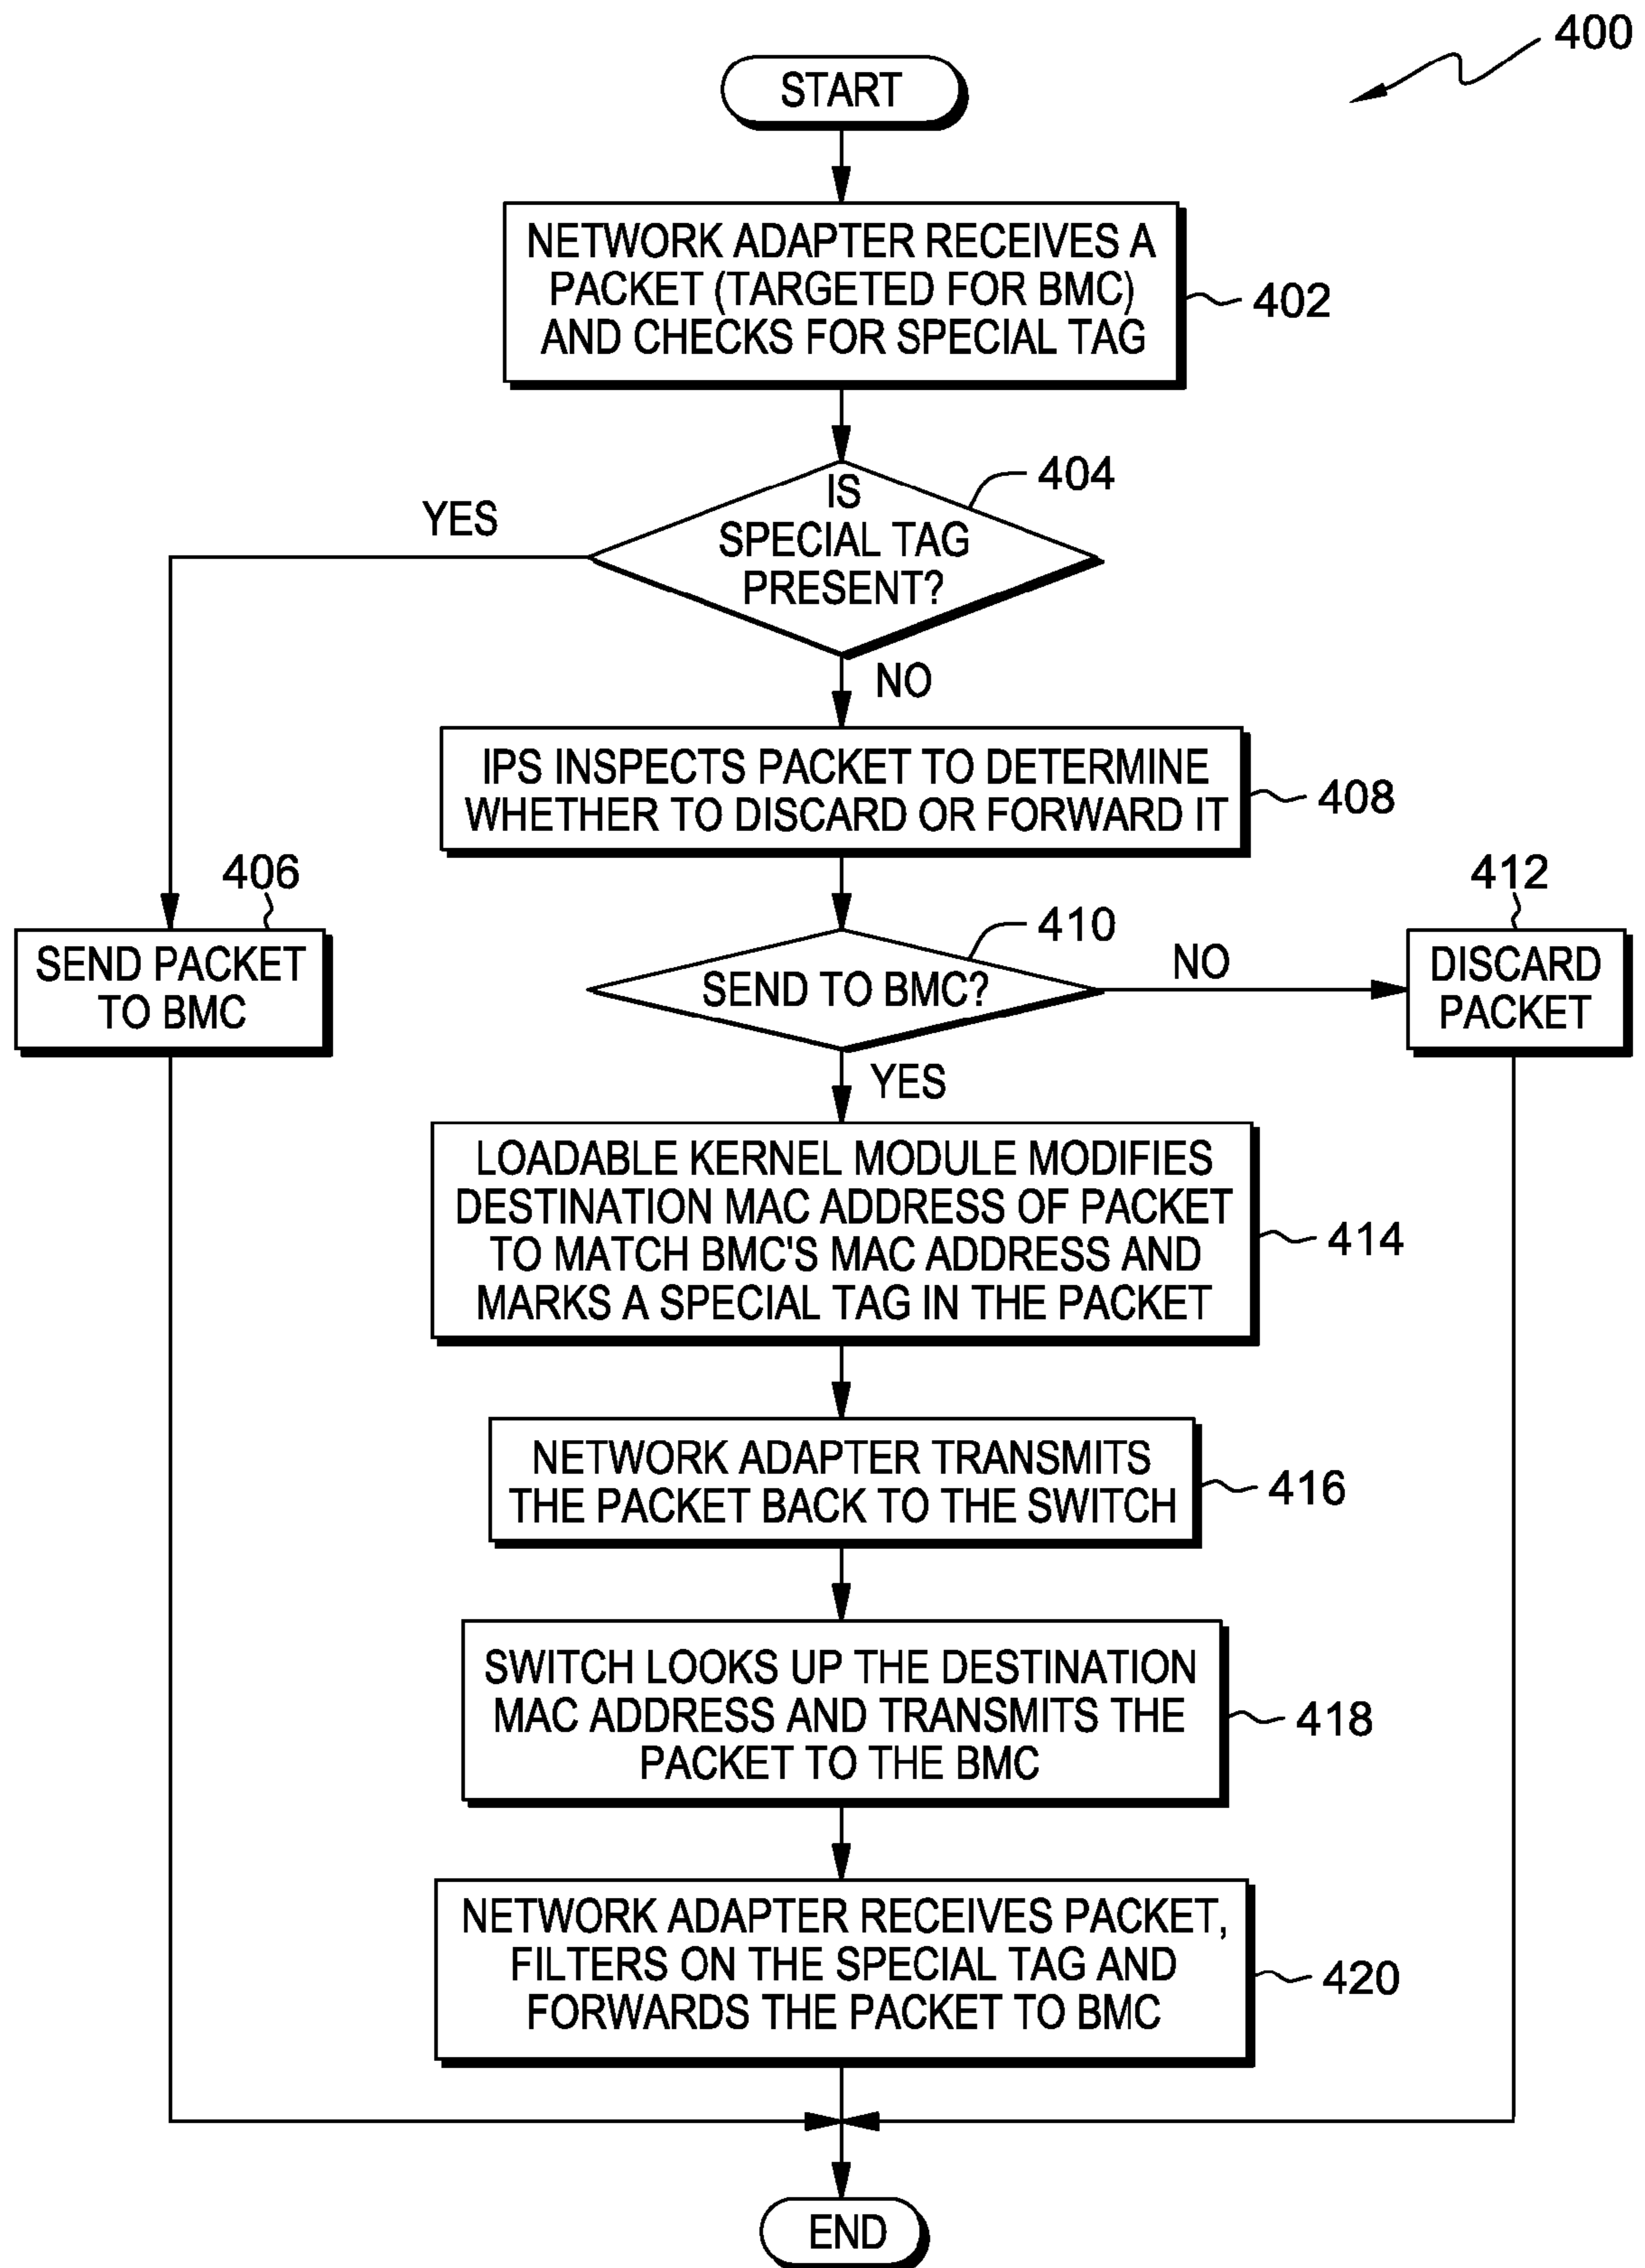 400
START
NETWORK ADAPTER RECEIVES A
PACKET (TARGETED FOR BMC)
AND CHECKS FOR SPECIAL TAG
402
IS
SPECIAL TAG
PRESENT?
404
YES
NO
IPS INSPECTS PACKET TO DETERMINE
WHETHER TO DISCARD OR FORWARD IT
408
406
SEND PACKET
TO BMC
410
SEND TO BMC?
NO
412
DISCARD
PACKET
YES
LOADABLE KERNEL MODULE MODIFIES
DESTINATION MAC ADDRESS OF PACKET
TO MATCH BMC'S MAC ADDRESS AND
MARKS A SPECIAL TAG IN THE PACKET
414
NETWORK ADAPTER TRANSMITS
THE PACKET BACK TO THE SWITCH
416
SWITCH LOOKS UP THE DESTINATION
MAC ADDRESS AND TRANSMITS THE
PACKET TO THE BMC
418
NETWORK ADAPTER RECEIVES PACKET,
FILTERS ON THE SPECIAL TAG AND
FORWARDS THE PACKET TO BMC
420
END